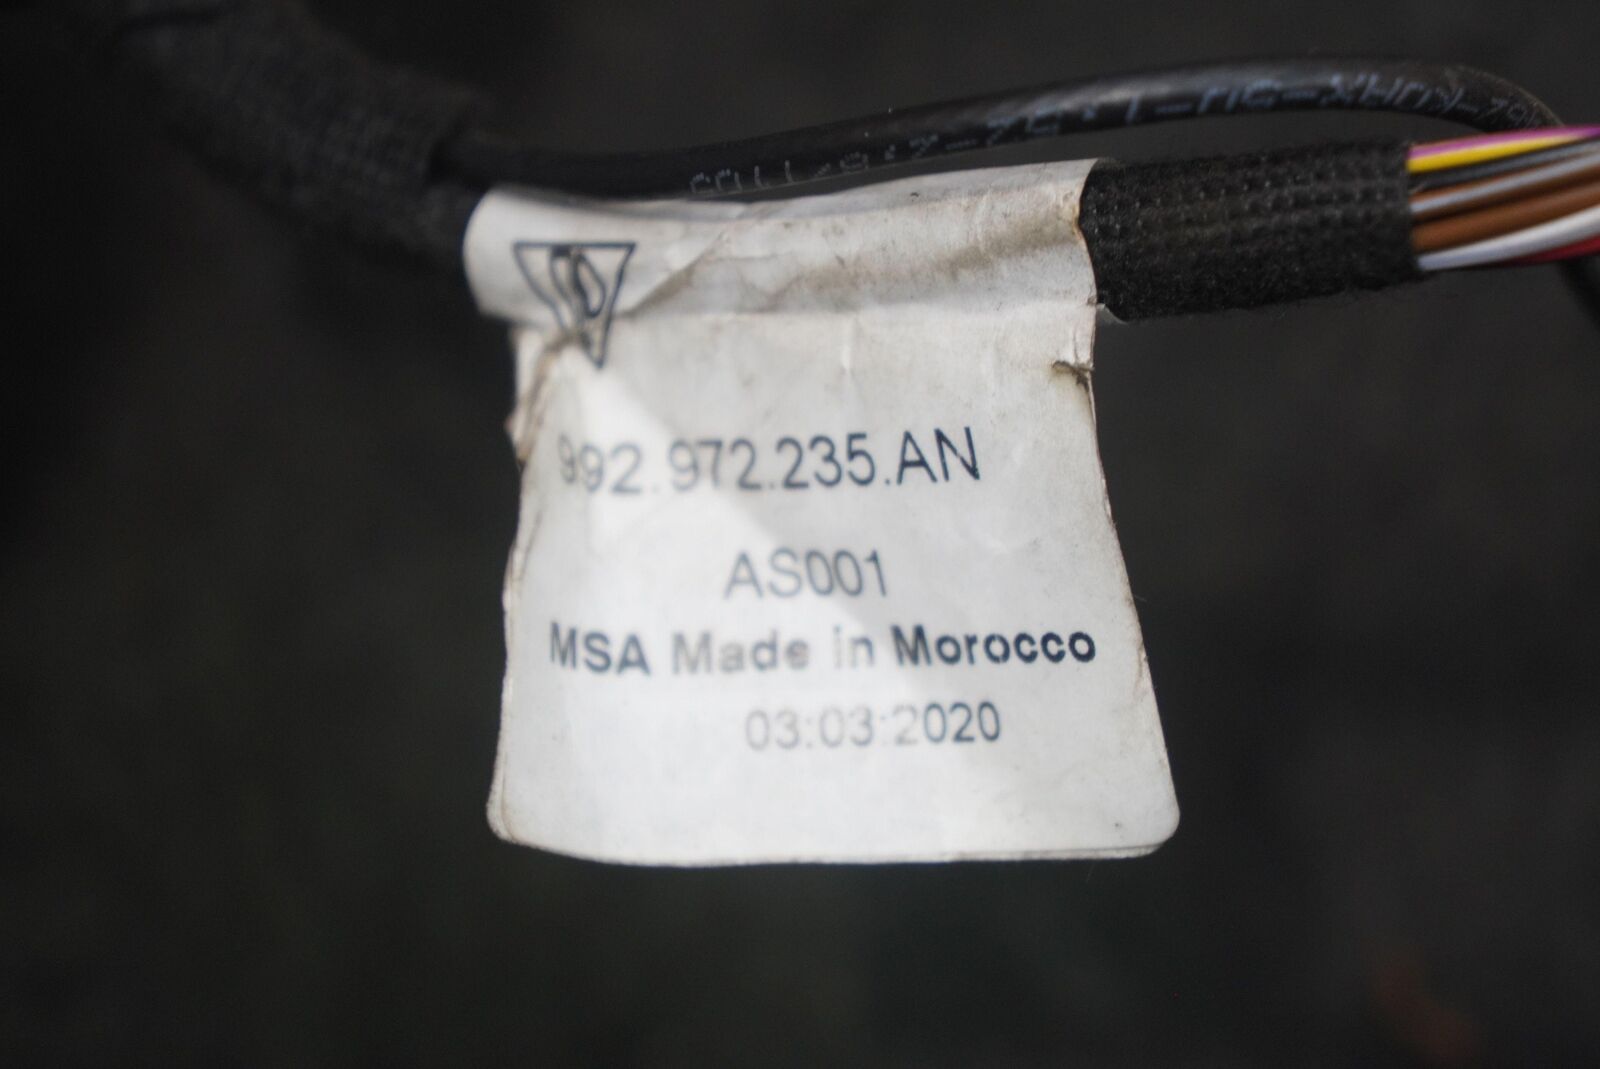 992.972.235.AN
AS001
MSA Made in Morocco
03:03:2020